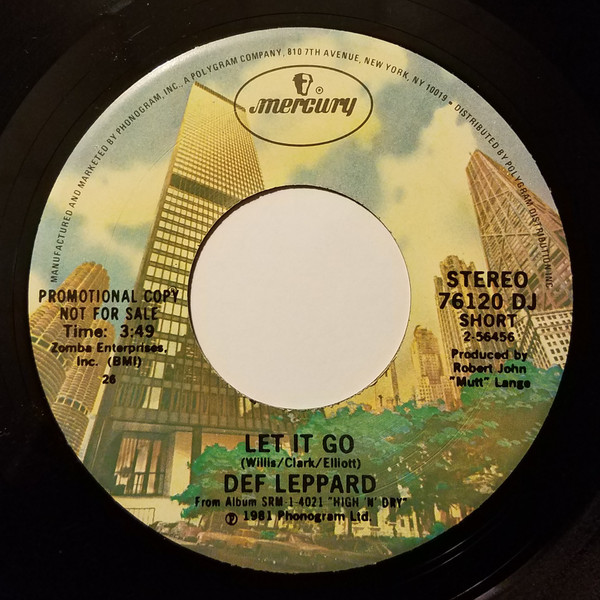 MANUFACTURED AND MARKETED BY PHONOGRAM, INC., A POLYGRAM COMPANY, 810 7TH AVENUE, NEW YORK, NY 10019 • DISTRIBUTED BY POLYGRAM DISTRIBUTION INC.
®
mercury
PROMOTIONAL COPY
NOT FOR SALE
Time: 3:49
Zomba Enterprises,
Inc. (BMI)
26
STEREO
76120 DJ
SHORT
2-56456
Produced by
Robert John
"Mutt" Lange
LET IT GO
(Willis/Clark/Elliott)
DEF LEPPARD
From Album SRM-1-4021 "HIGH 'N' DRY"
℗ 1981 Phonogram Ltd.